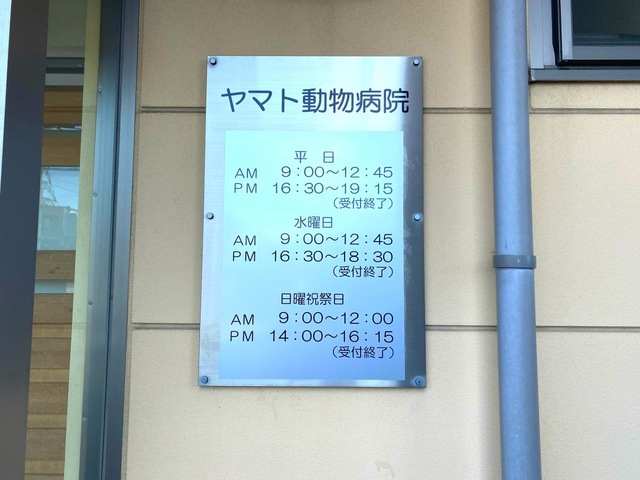 ヤマト動物病院
平 日
AM 9:00～12:45
PM 16:30～19:15
(受付終了)
水曜日
AM 9:00～12:45
PM 16:30～18:30
(受付終了)
日曜祝祭日
AM 9:00～12:00
PM 14:00～16:15
(受付終了)